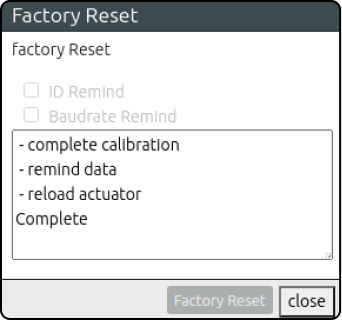 Factory Reset
factory Reset
ID Remind
Baudrate Remind
- complete calibration
- remind data
- reload actuator
Complete
Factory Reset
close